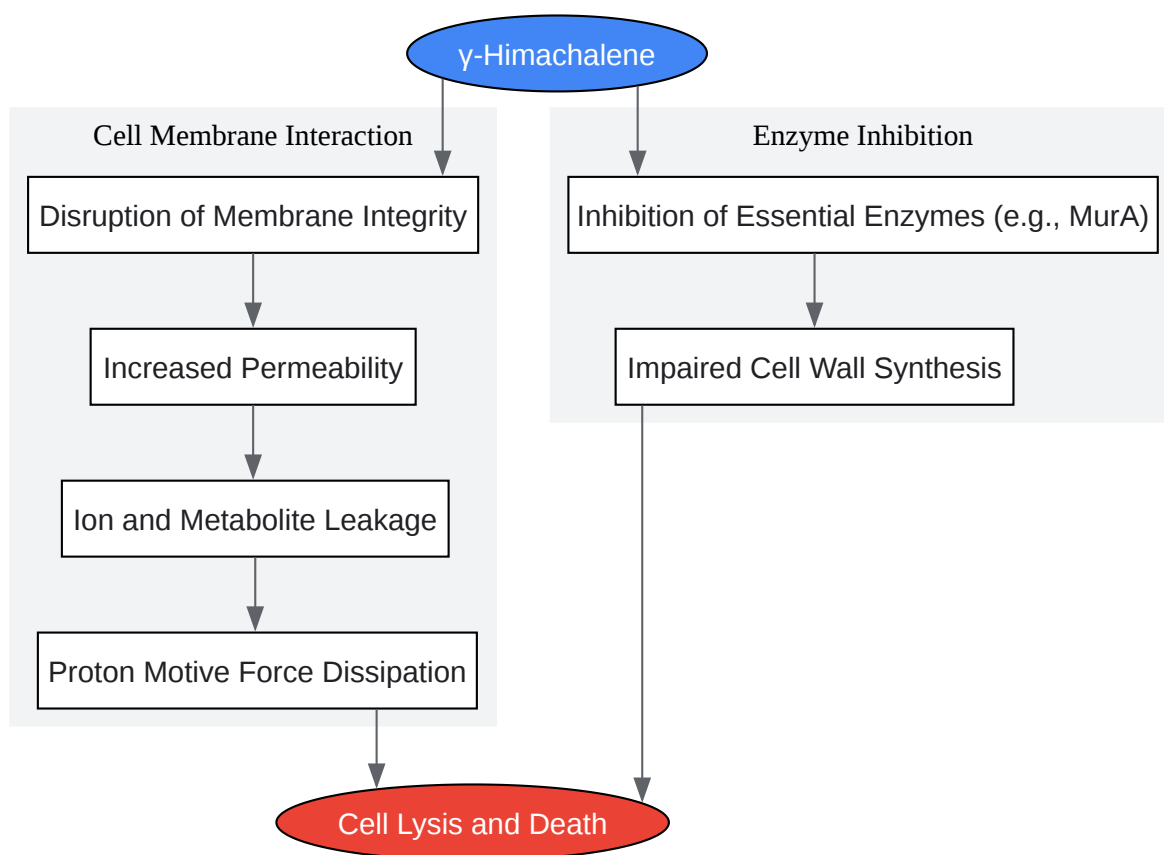 γ-Himachalene
Cell Membrane Interaction
Enzyme Inhibition
Disruption of Membrane Integrity
Inhibition of Essential Enzymes (e.g., MurA)
Increased Permeability
Impaired Cell Wall Synthesis
Ion and Metabolite Leakage
Proton Motive Force Dissipation
Cell Lysis and Death